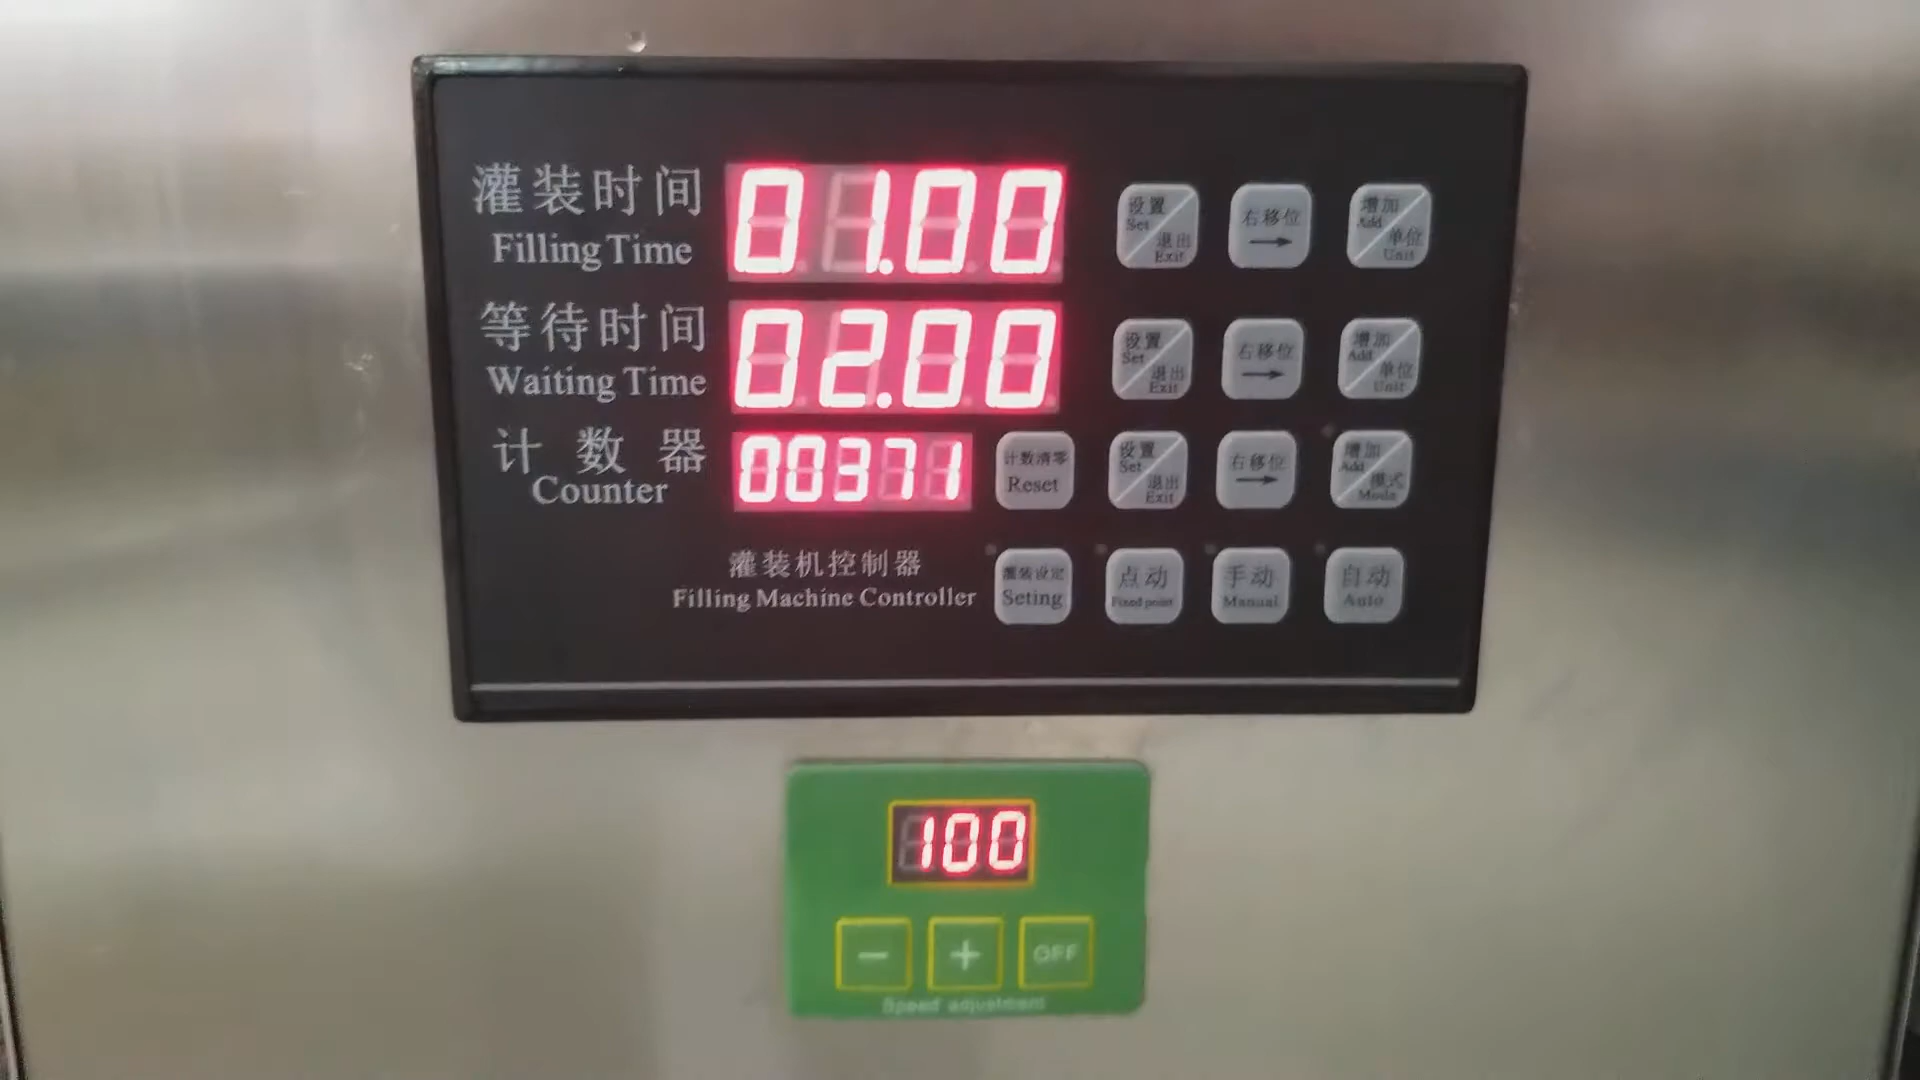 灌装时间
Filling Time
01.00
设置
Set
退出
Exit
右移位
增加
Add
单位
Unit
等待时间
Waiting Time
02.00
设置
Set
退出
Exit
右移位
增加
Add
单位
Unit
计数器
Counter
00371
计数清零
Reset
设置
Set
退出
Exit
右移位
增加
Add
模式
Mode
灌装机控制器
Filling Machine Controller
灌装设定
Seting
点动
Fixed point
手动
Manual
自动
Auto
100
− + OFF
Speed adjustment